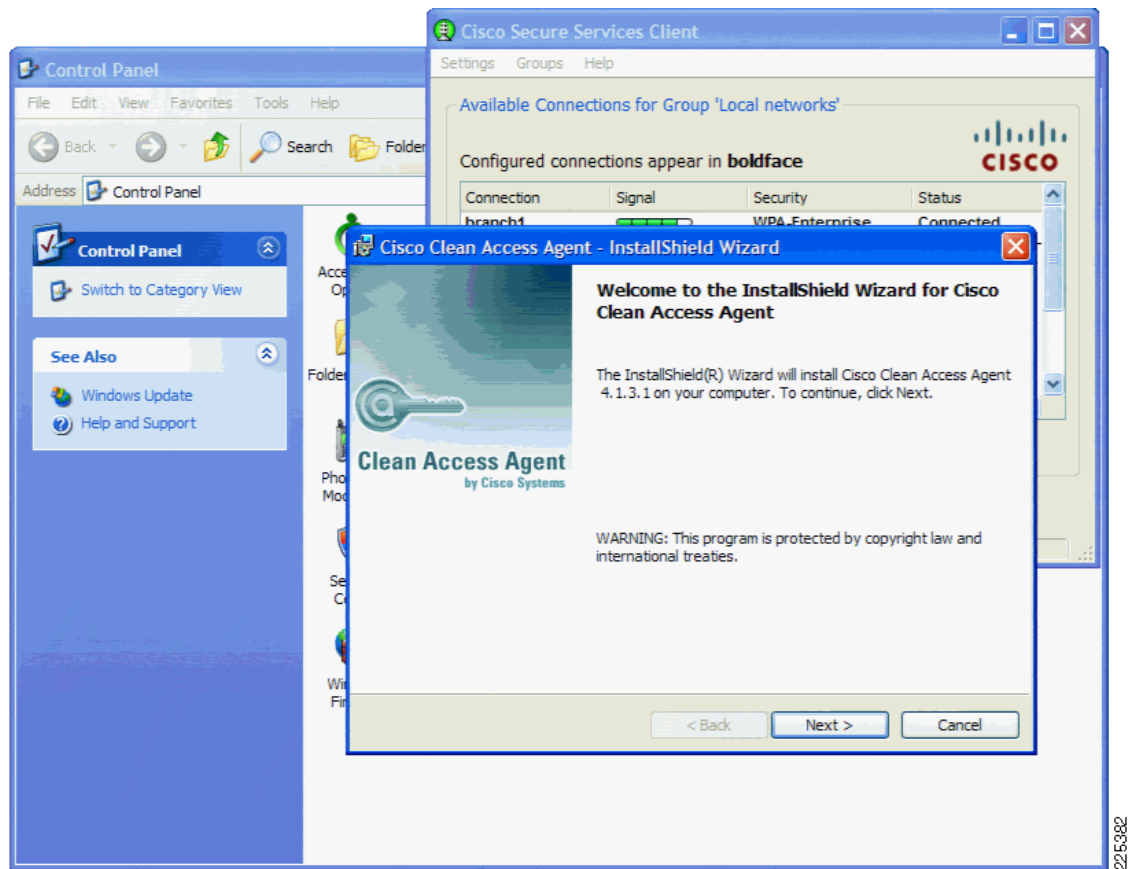 Cisco Secure Services Client
Settings Groups Help
Available Connections for Group 'Local networks'
CISCO
Configured connections appear in boldface
Connection Signal Security Status
branch1 WPA-Enterprise Connected
Control Panel
File Edit View Favorites Tools Help
Back Search Folder
Address Control Panel
Control Panel
Switch to Category View
See Also
Windows Update
Help and Support
Cisco Clean Access Agent - InstallShield Wizard
Welcome to the InstallShield Wizard for Cisco
Clean Access Agent
The InstallShield(R) Wizard will install Cisco Clean Access Agent
4.1.3.1 on your computer. To continue, click Next.
Clean Access Agent
by Cisco Systems
WARNING: This program is protected by copyright law and
international treaties.
< Back Next > Cancel
225382